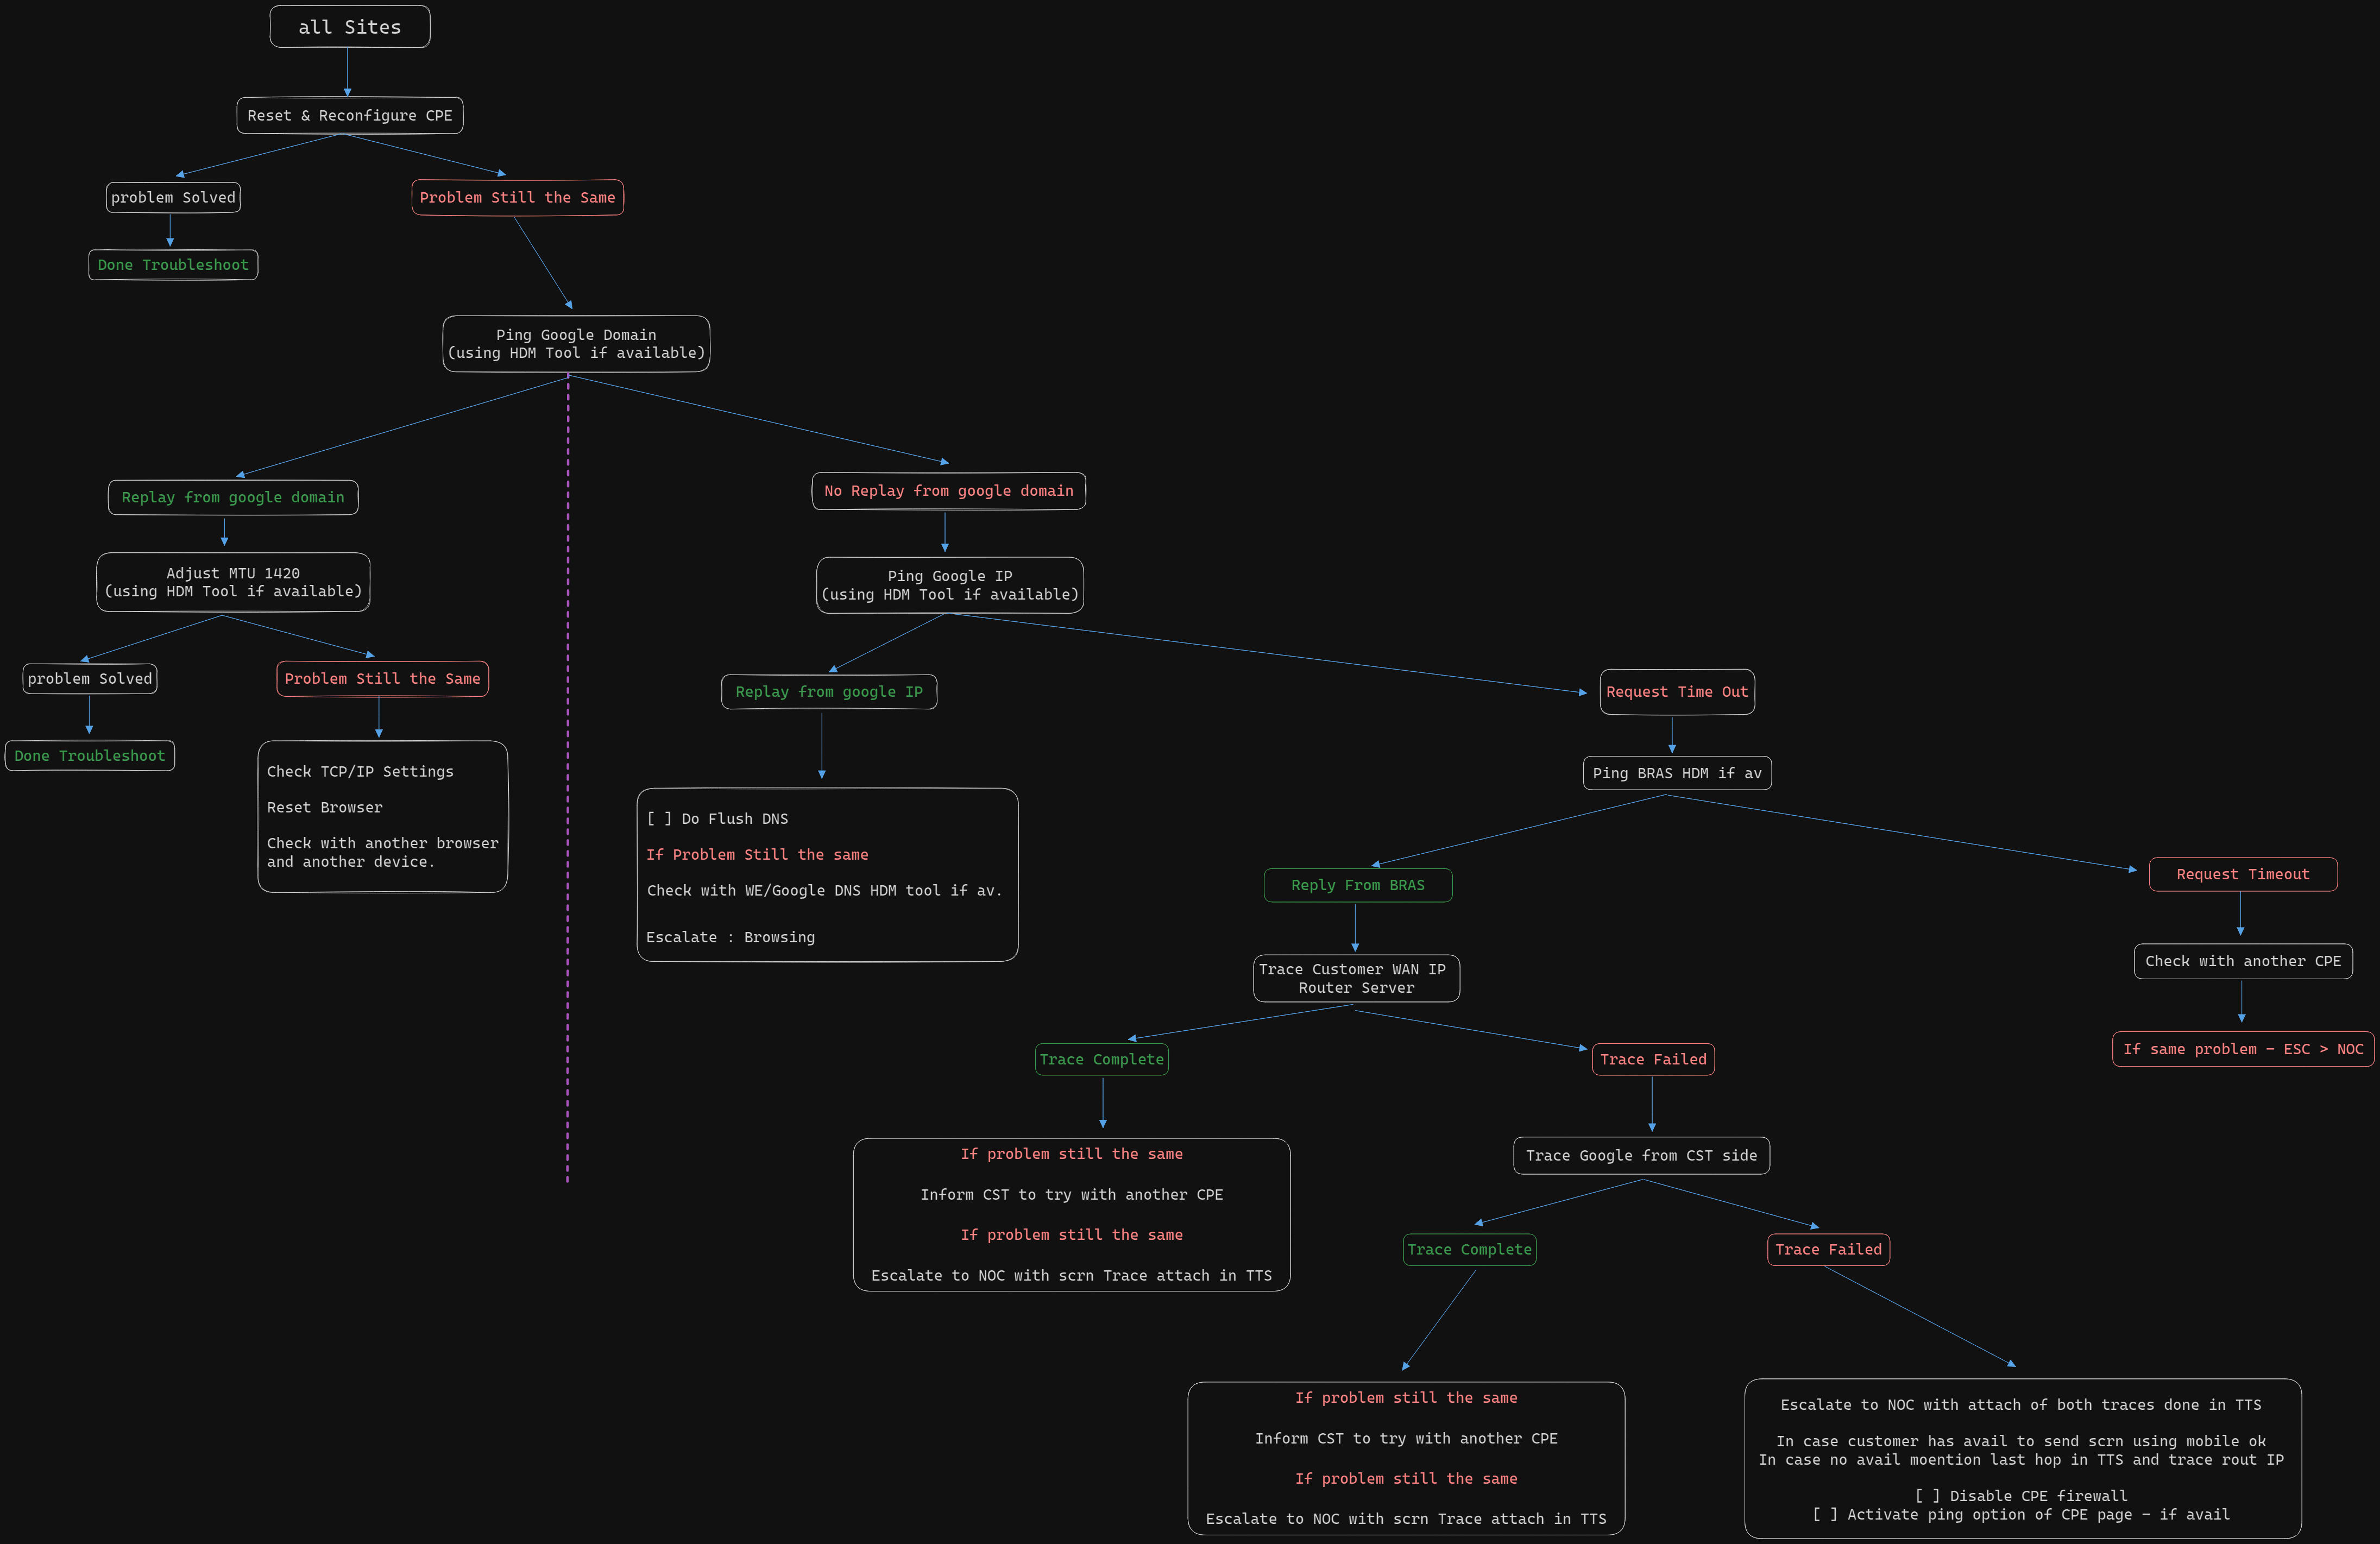 all Sites
Reset & Reconfigure CPE
problem Solved
Problem Still the Same
Done Troubleshoot
Ping Google Domain
(using HDM Tool if available)
Replay from google domain
No Replay from google domain
Adjust MTU 1420
(using HDM Tool if available)
Ping Google IP
(using HDM Tool if available)
problem Solved
Problem Still the Same
Replay from google IP
Request Time Out
Done Troubleshoot
Check TCP/IP Settings
Reset Browser
Check with another browser
and another device.
Ping BRAS HDM if av
[ ] Do Flush DNS
If Problem Still the same
Check with WE/Google DNS HDM tool if av.
Escalate : Browsing
Reply From BRAS
Request Timeout
Trace Customer WAN IP
Router Server
Check with another CPE
Trace Complete
Trace Failed
If same problem - ESC > NOC
If problem still the same
Inform CST to try with another CPE
If problem still the same
Escalate to NOC with scrn Trace attach in TTS
Trace Google from CST side
Trace Complete
Trace Failed
If problem still the same
Inform CST to try with another CPE
If problem still the same
Escalate to NOC with scrn Trace attach in TTS
Escalate to NOC with attach of both traces done in TTS
In case customer has avail to send scrn using mobile ok
In case no avail moention last hop in TTS and trace rout IP
[ ] Disable CPE firewall
[ ] Activate ping option of CPE page - if avail